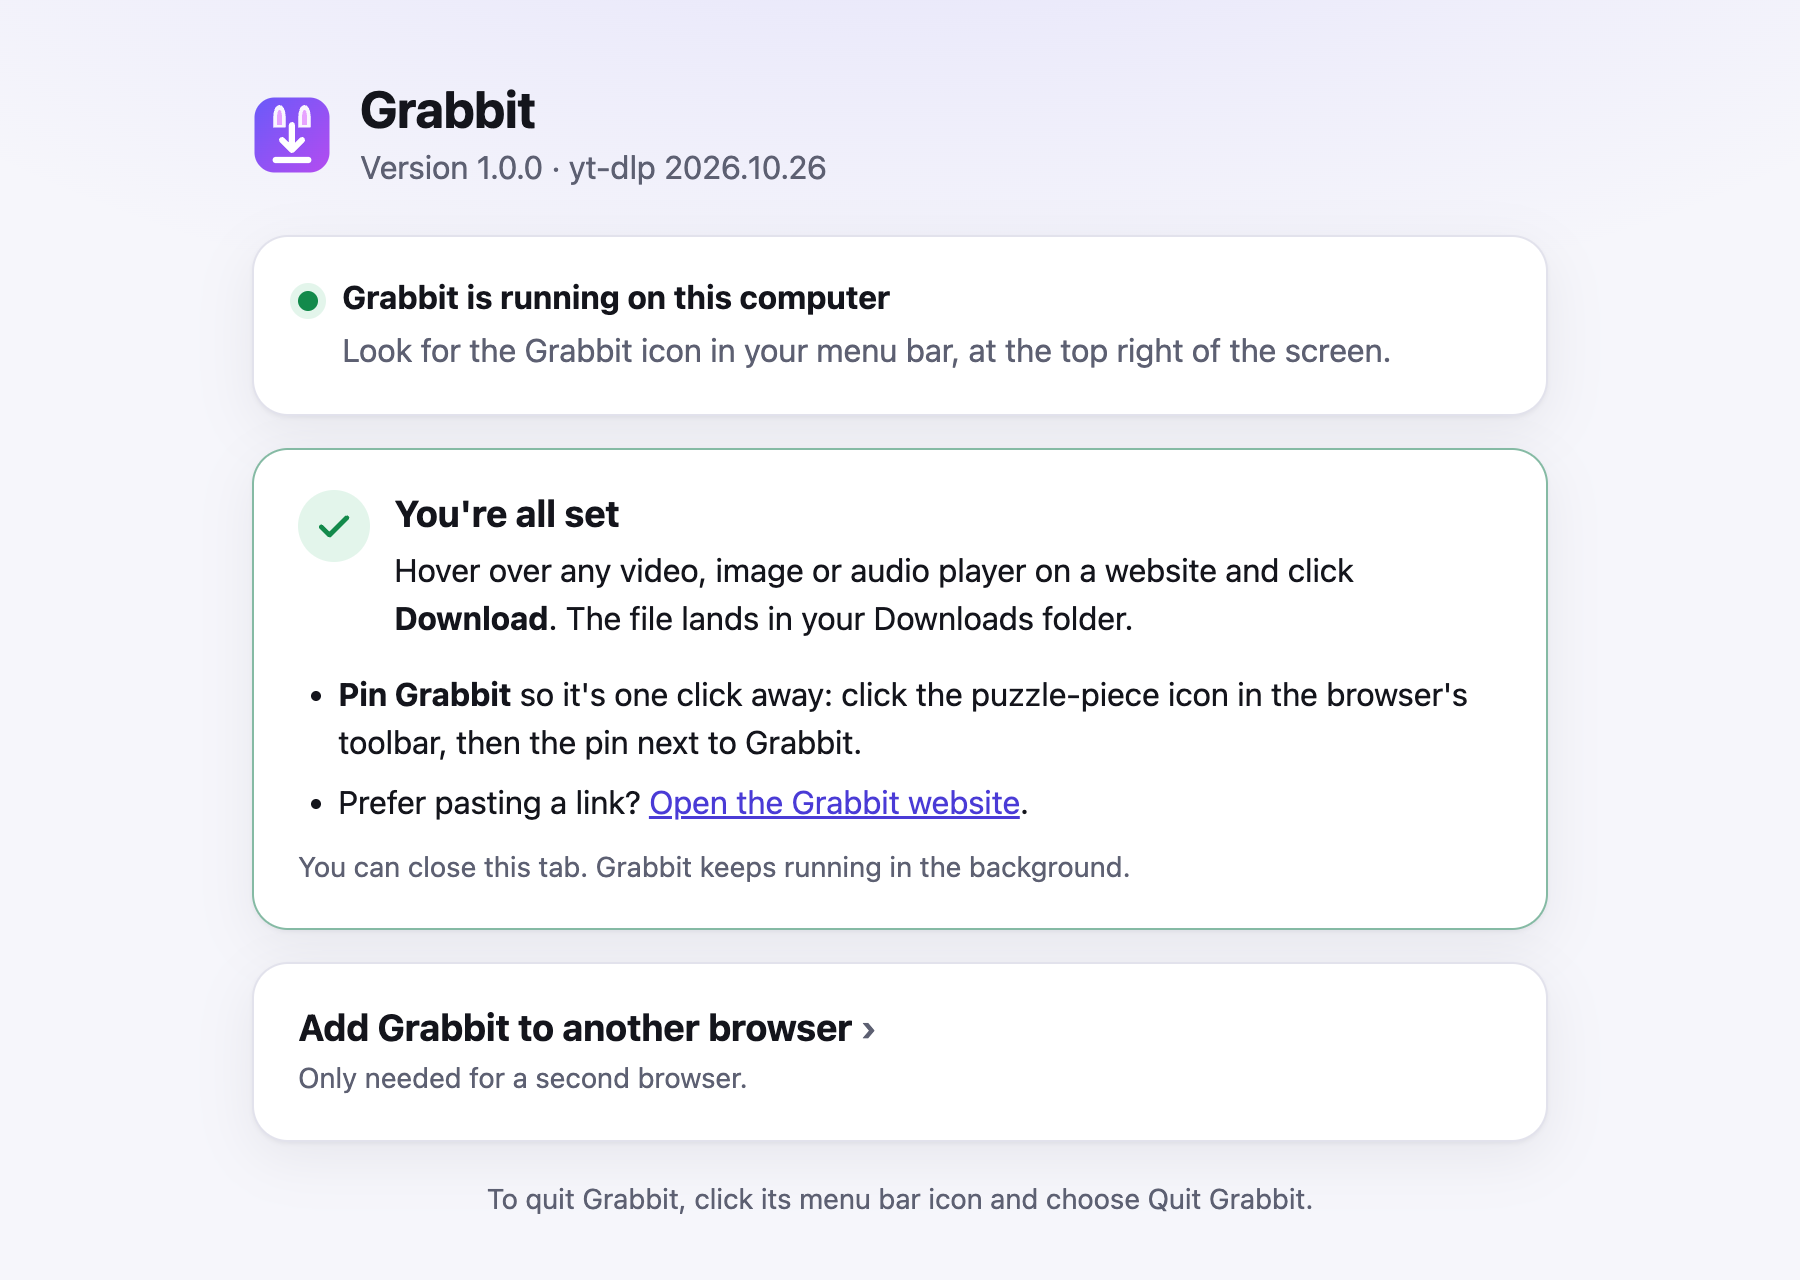 Grabbit
Version 1.0.0 · yt-dlp 2026.10.26
Grabbit is running on this computer
Look for the Grabbit icon in your menu bar, at the top right of the screen.
You're all set
Hover over any video, image or audio player on a website and click
Download. The file lands in your Downloads folder.
• Pin Grabbit so it's one click away: click the puzzle-piece icon in the browser's
toolbar, then the pin next to Grabbit.
• Prefer pasting a link? Open the Grabbit website.
You can close this tab. Grabbit keeps running in the background.
Add Grabbit to another browser ›
Only needed for a second browser.
To quit Grabbit, click its menu bar icon and choose Quit Grabbit.